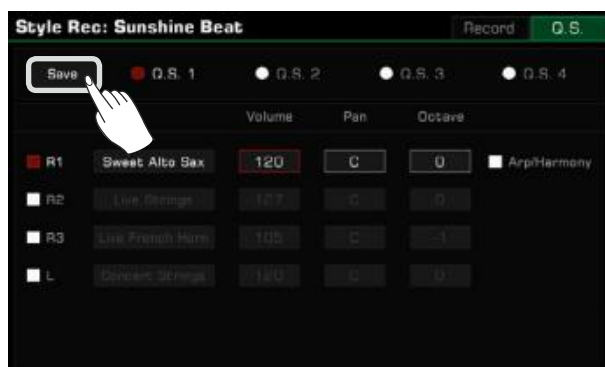 Style Rec: Sunshine Beat Record Q.S.
Save Q.S. 1 Q.S. 2 Q.S. 3 Q.S. 4
Volume Pan Octave
R1 Sweet Alto Sax 120 C 0 Arp/Harmony
R2 Live Strings 127 C 0
R3 Live French Horn 105 C -1
L Concert Strings 120 C 0